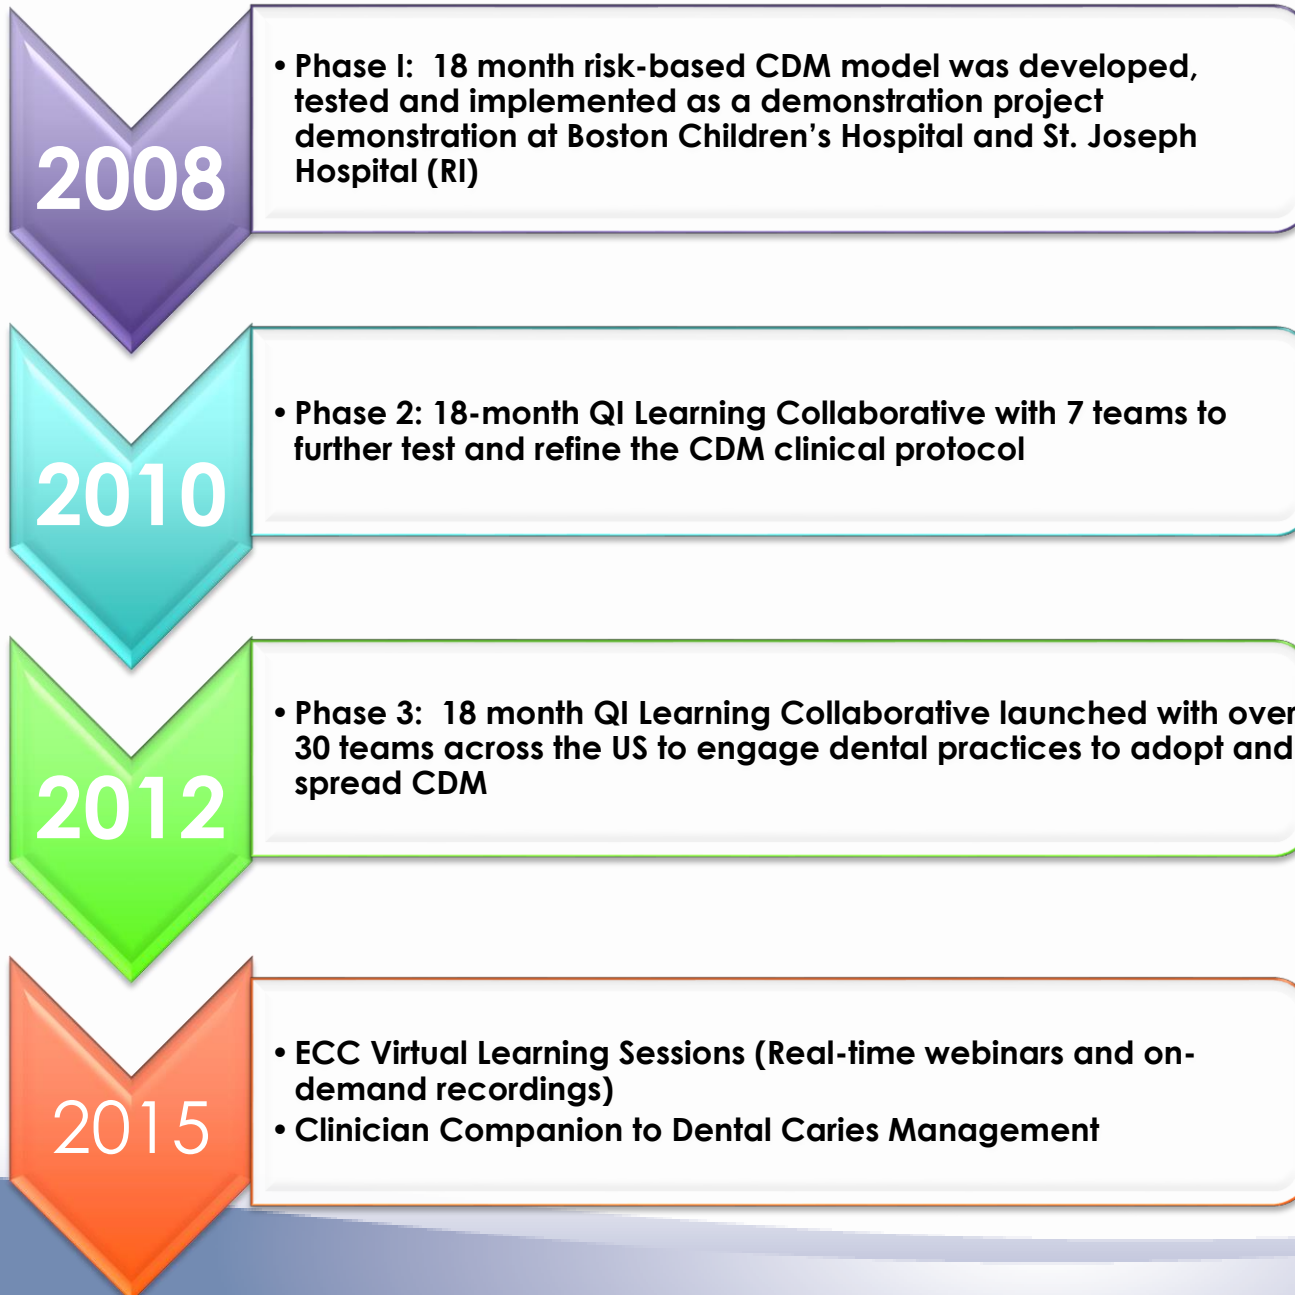 2008
• Phase I:  18 month risk-based CDM model was developed,
tested and implemented as a demonstration project
demonstration at Boston Children’s Hospital and St. Joseph
Hospital (RI)
2010
• Phase 2: 18-month QI Learning Collaborative with 7 teams to
further test and refine the CDM clinical protocol
2012
• Phase 3:  18 month QI Learning Collaborative launched with over
30 teams across the US to engage dental practices to adopt and
spread CDM
2015
• ECC Virtual Learning Sessions (Real-time webinars and on-
demand recordings)
• Clinician Companion to Dental Caries Management